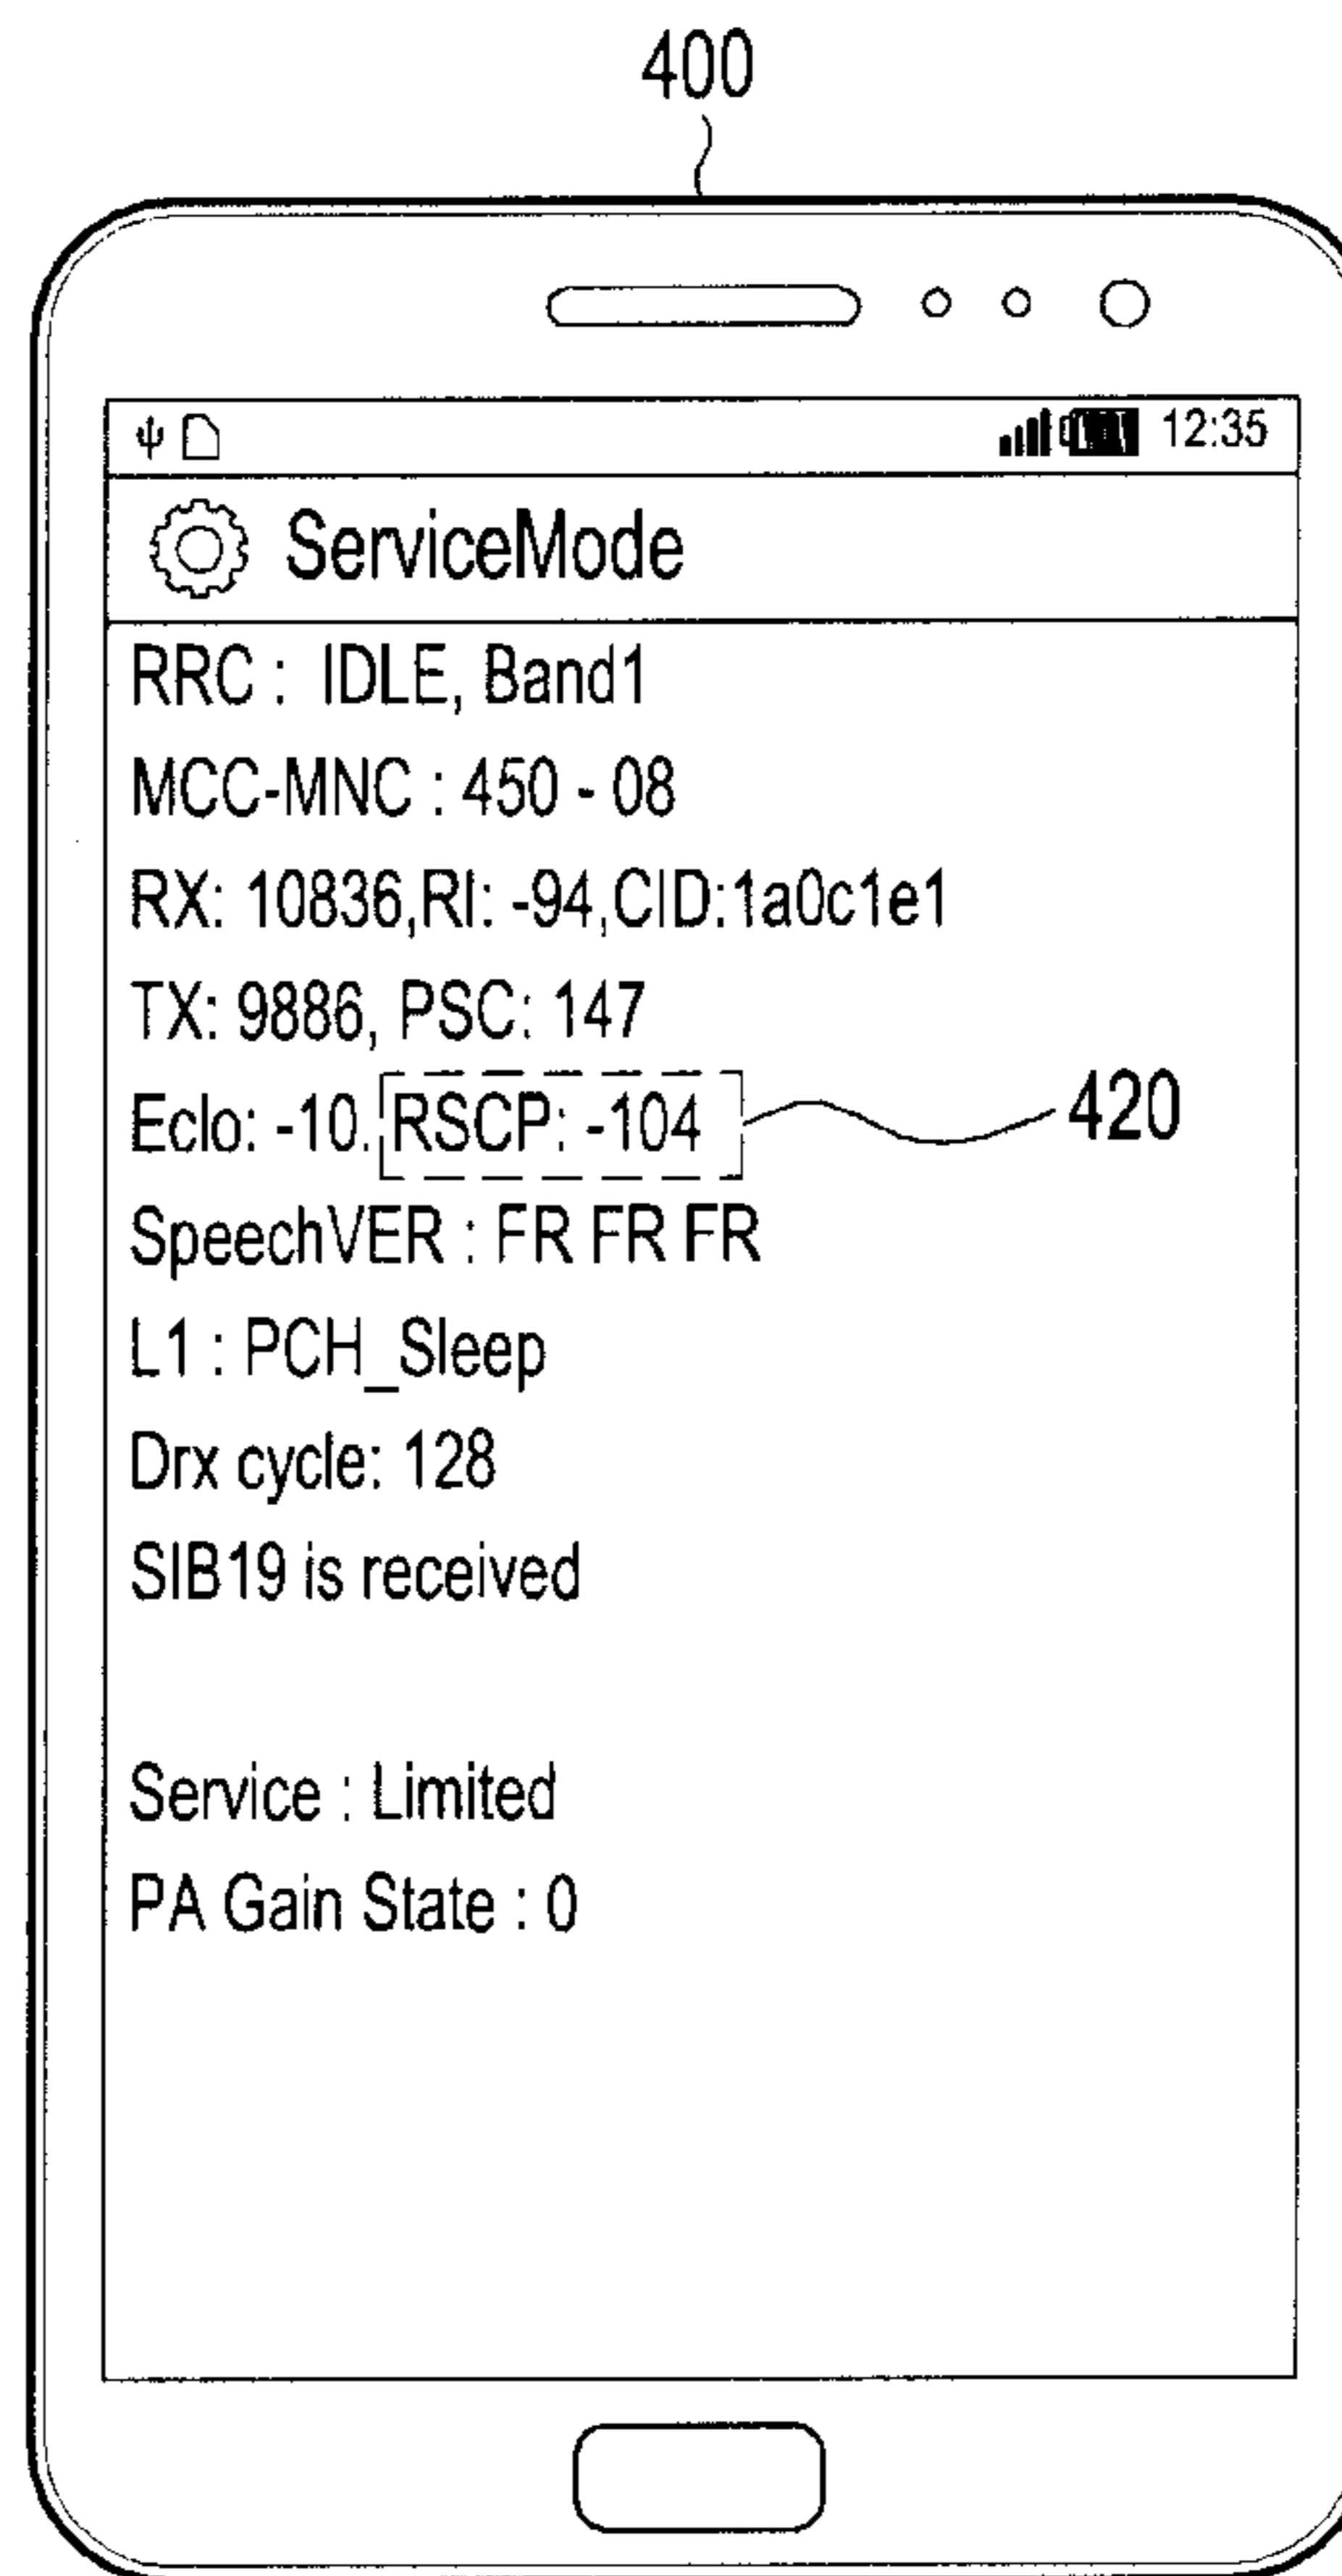 400
12:35
ServiceMode
RRC : IDLE, Band1
MCC-MNC : 450 - 08
RX: 10836,RI: -94,CID:1a0c1e1
TX: 9886, PSC: 147
Eclo: -10. RSCP: -104
420
SpeechVER : FR FR FR
L1 : PCH_Sleep
Drx cycle: 128
SIB19 is received
Service : Limited
PA Gain State : 0